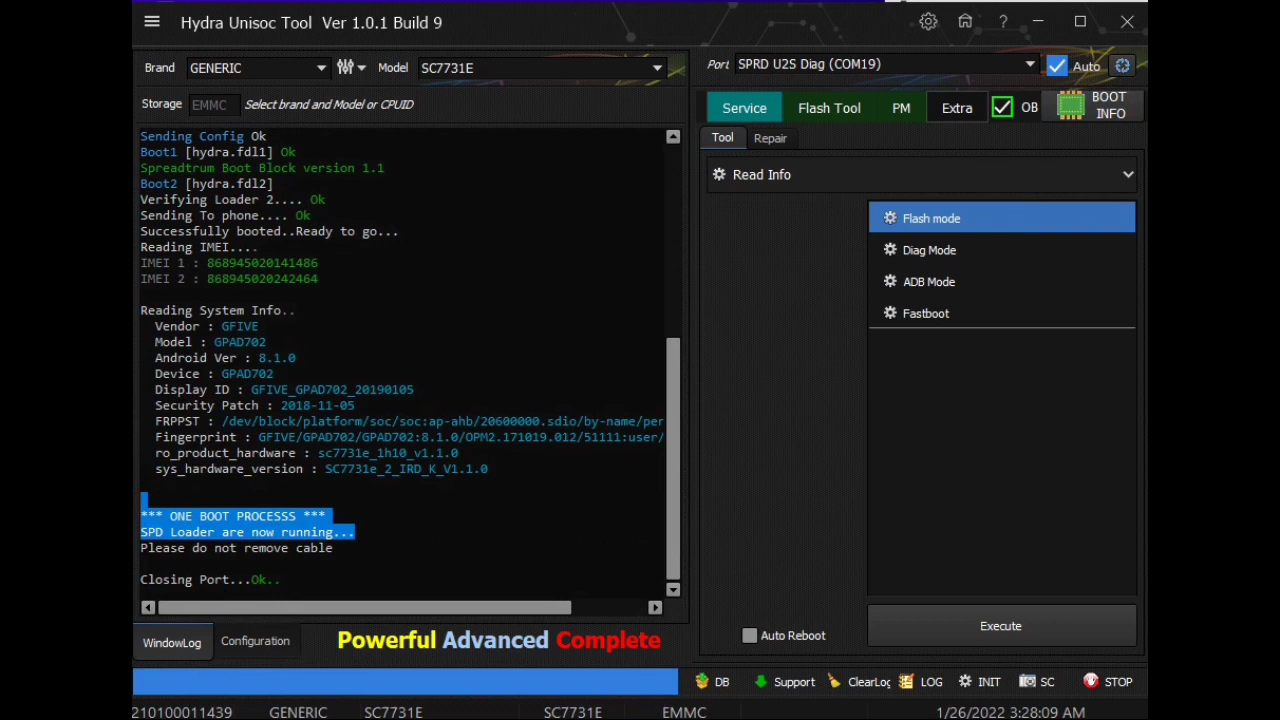 Hydra Unisoc Tool Ver 1.0.1 Build 9
?
Brand GENERIC Model SC7731E
Storage EMMC Select brand and Model or CPUID
Port SPRD U2S Diag (COM19) Auto
Service Flash Tool PM Extra OB BOOT INFO
Tool Repair
Read Info
Flash mode
Diag Mode
ADB Mode
Fastboot
Auto Reboot
Execute
Sending Config Ok
Boot1 [hydra.fdl1] Ok
Spreadtrum Boot Block version 1.1
Boot2 [hydra.fdl2]
Verifying Loader 2.... Ok
Sending To phone.... Ok
Successfully booted..Ready to go...
Reading IMEI....
IMEI 1 : 868945020141486
IMEI 2 : 868945020242464
Reading System Info..
Vendor : GFIVE
Model : GPAD702
Android Ver : 8.1.0
Device : GPAD702
Display ID : GFIVE_GPAD702_20190105
Security Patch : 2018-11-05
FRPPST : /dev/block/platform/soc/soc:ap-ahb/20600000.sdio/by-name/per
Fingerprint : GFIVE/GPAD702/GPAD702:8.1.0/OPM2.171019.012/51111:user/
ro_product_hardware : sc7731e_1h10_v1.1.0
sys_hardware_version : SC7731e_2_IRD_K_V1.1.0
*** ONE BOOT PROCESSS ***
SPD Loader are now running...
Please do not remove cable
Closing Port...Ok..
WindowLog Configuration Powerful Advanced Complete
DB Support ClearLog LOG INIT SC STOP
210100011439 GENERIC SC7731E SC7731E EMMC 1/26/2022 3:28:09 AM